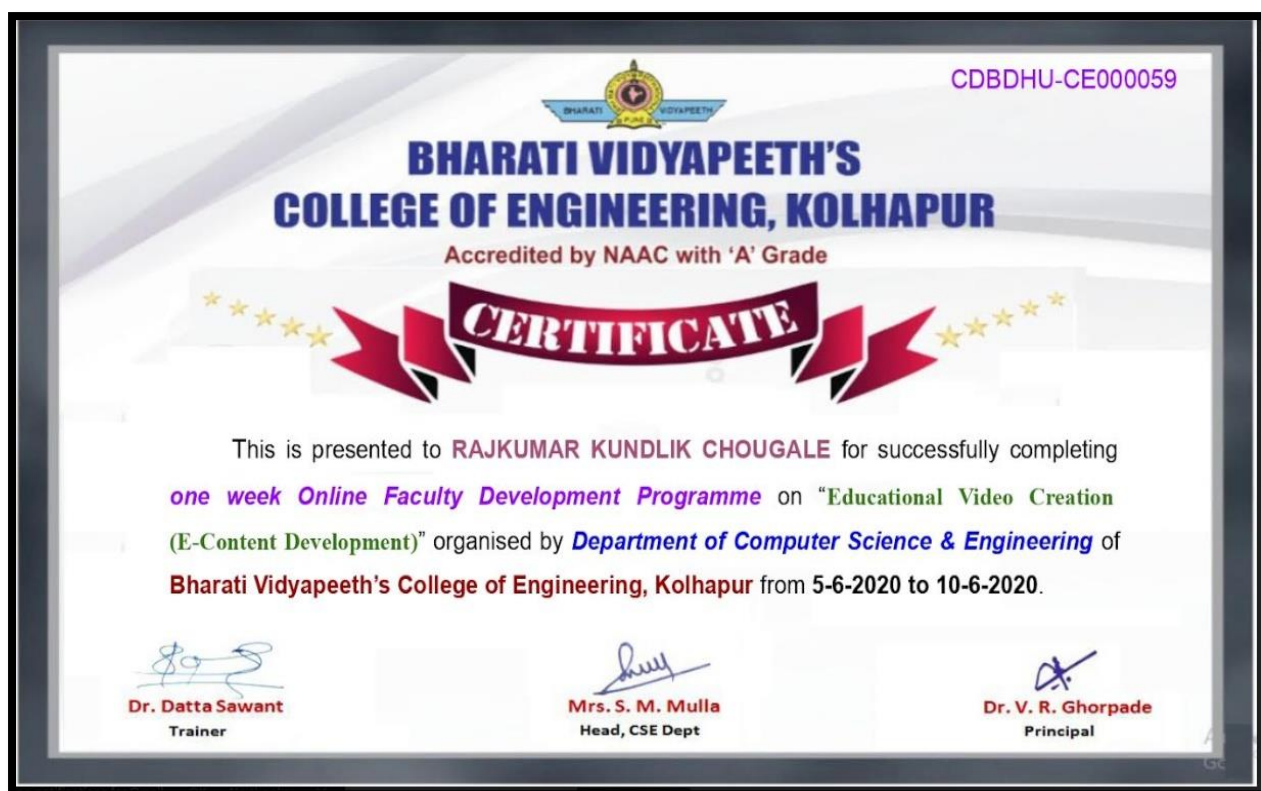 CDBDHU-CE000059
BHARATI VIDYAPEETH
PUNE
BHARATI VIDYAPEETH'S
COLLEGE OF ENGINEERING, KOLHAPUR
Accredited by NAAC with ‘A’ Grade
CERTIFICATE
This is presented to RAJKUMAR KUNDLIK CHOUGALE for successfully completing
one week Online Faculty Development Programme on “Educational Video Creation
(E-Content Development)” organised by Department of Computer Science & Engineering of
Bharati Vidyapeeth’s College of Engineering, Kolhapur from 5-6-2020 to 10-6-2020.
Dr. Datta Sawant
Trainer
Mrs. S. M. Mulla
Head, CSE Dept
Dr. V. R. Ghorpade
Principal